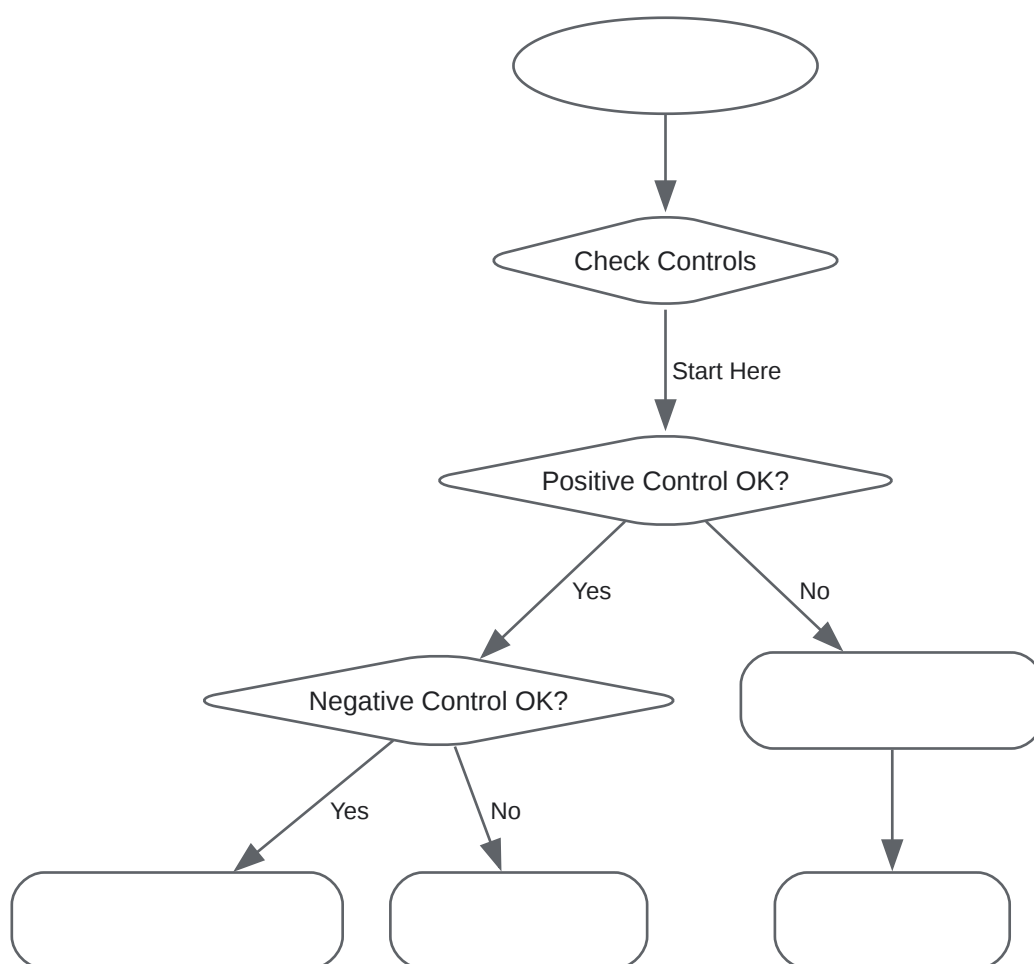 Check Controls
Start Here
Positive Control OK?
Yes
No
Negative Control OK?
Yes
No